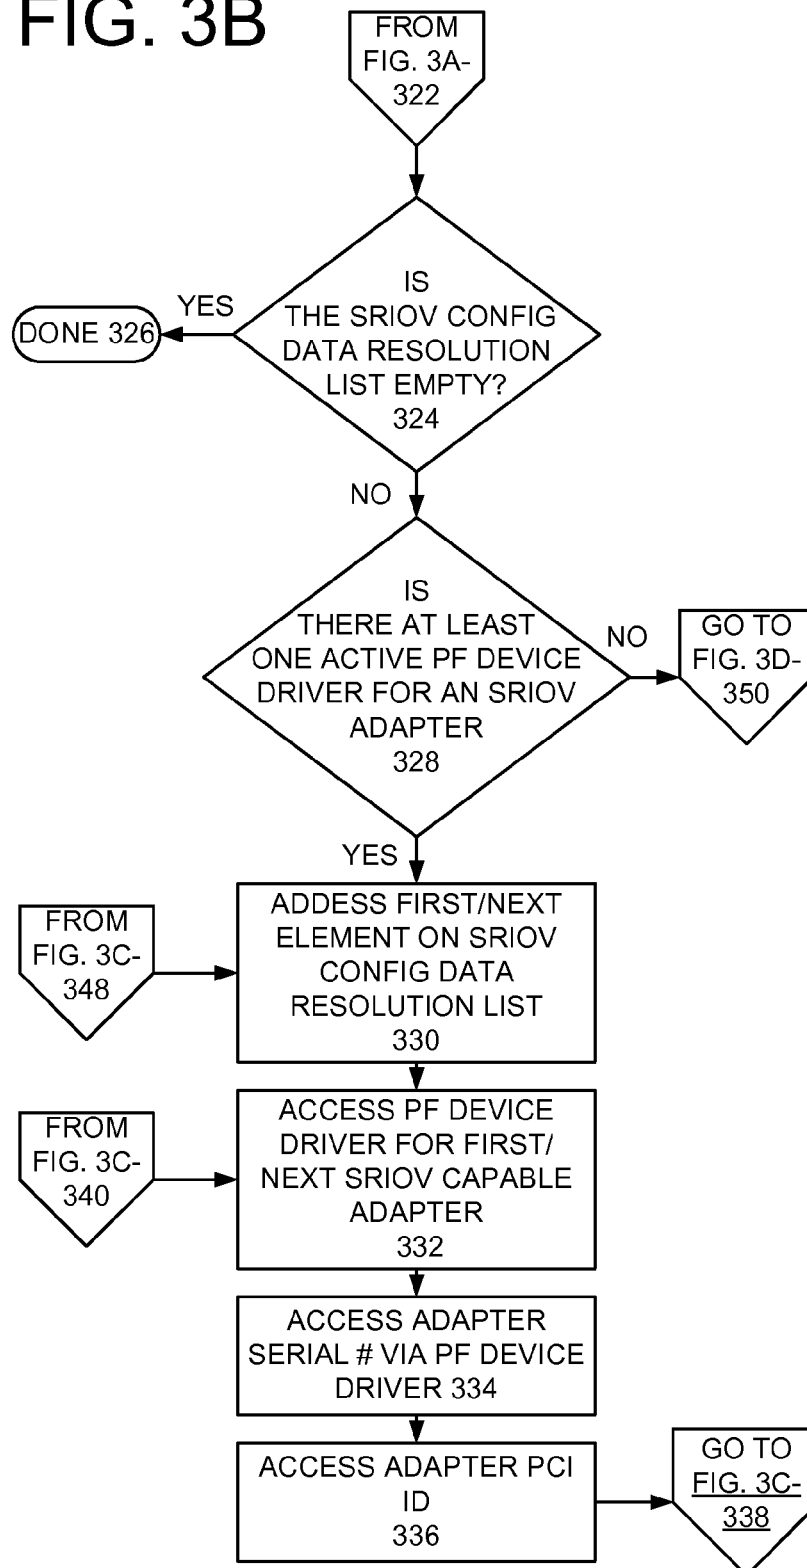 FIG. 3B
FROM
FIG. 3A-
322
IS
THE SRIOV CONFIG
DATA RESOLUTION
LIST EMPTY?
324
YES
DONE 326
NO
IS
THERE AT LEAST
ONE ACTIVE PF DEVICE
DRIVER FOR AN SRIOV
ADAPTER
328
NO
GO TO
FIG. 3D-
350
YES
FROM
FIG. 3C-
348
ADDESS FIRST/NEXT
ELEMENT ON SRIOV
CONFIG DATA
RESOLUTION LIST
330
FROM
FIG. 3C-
340
ACCESS PF DEVICE
DRIVER FOR FIRST/
NEXT SRIOV CAPABLE
ADAPTER
332
ACCESS ADAPTER
SERIAL # VIA PF DEVICE
DRIVER 334
ACCESS ADAPTER PCI
ID
336
GO TO
FIG. 3C-
338